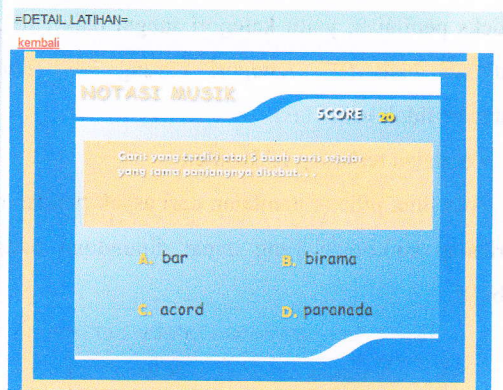 =DETAIL LATIHAN=
kembali
NOTASI MUSIK
SCORE 20
Garis yang terdiri atas 5 buah garis sejajar
yang sama panjangnya disebut. . .
A. bar
B. birama
C. acord
D. paranada